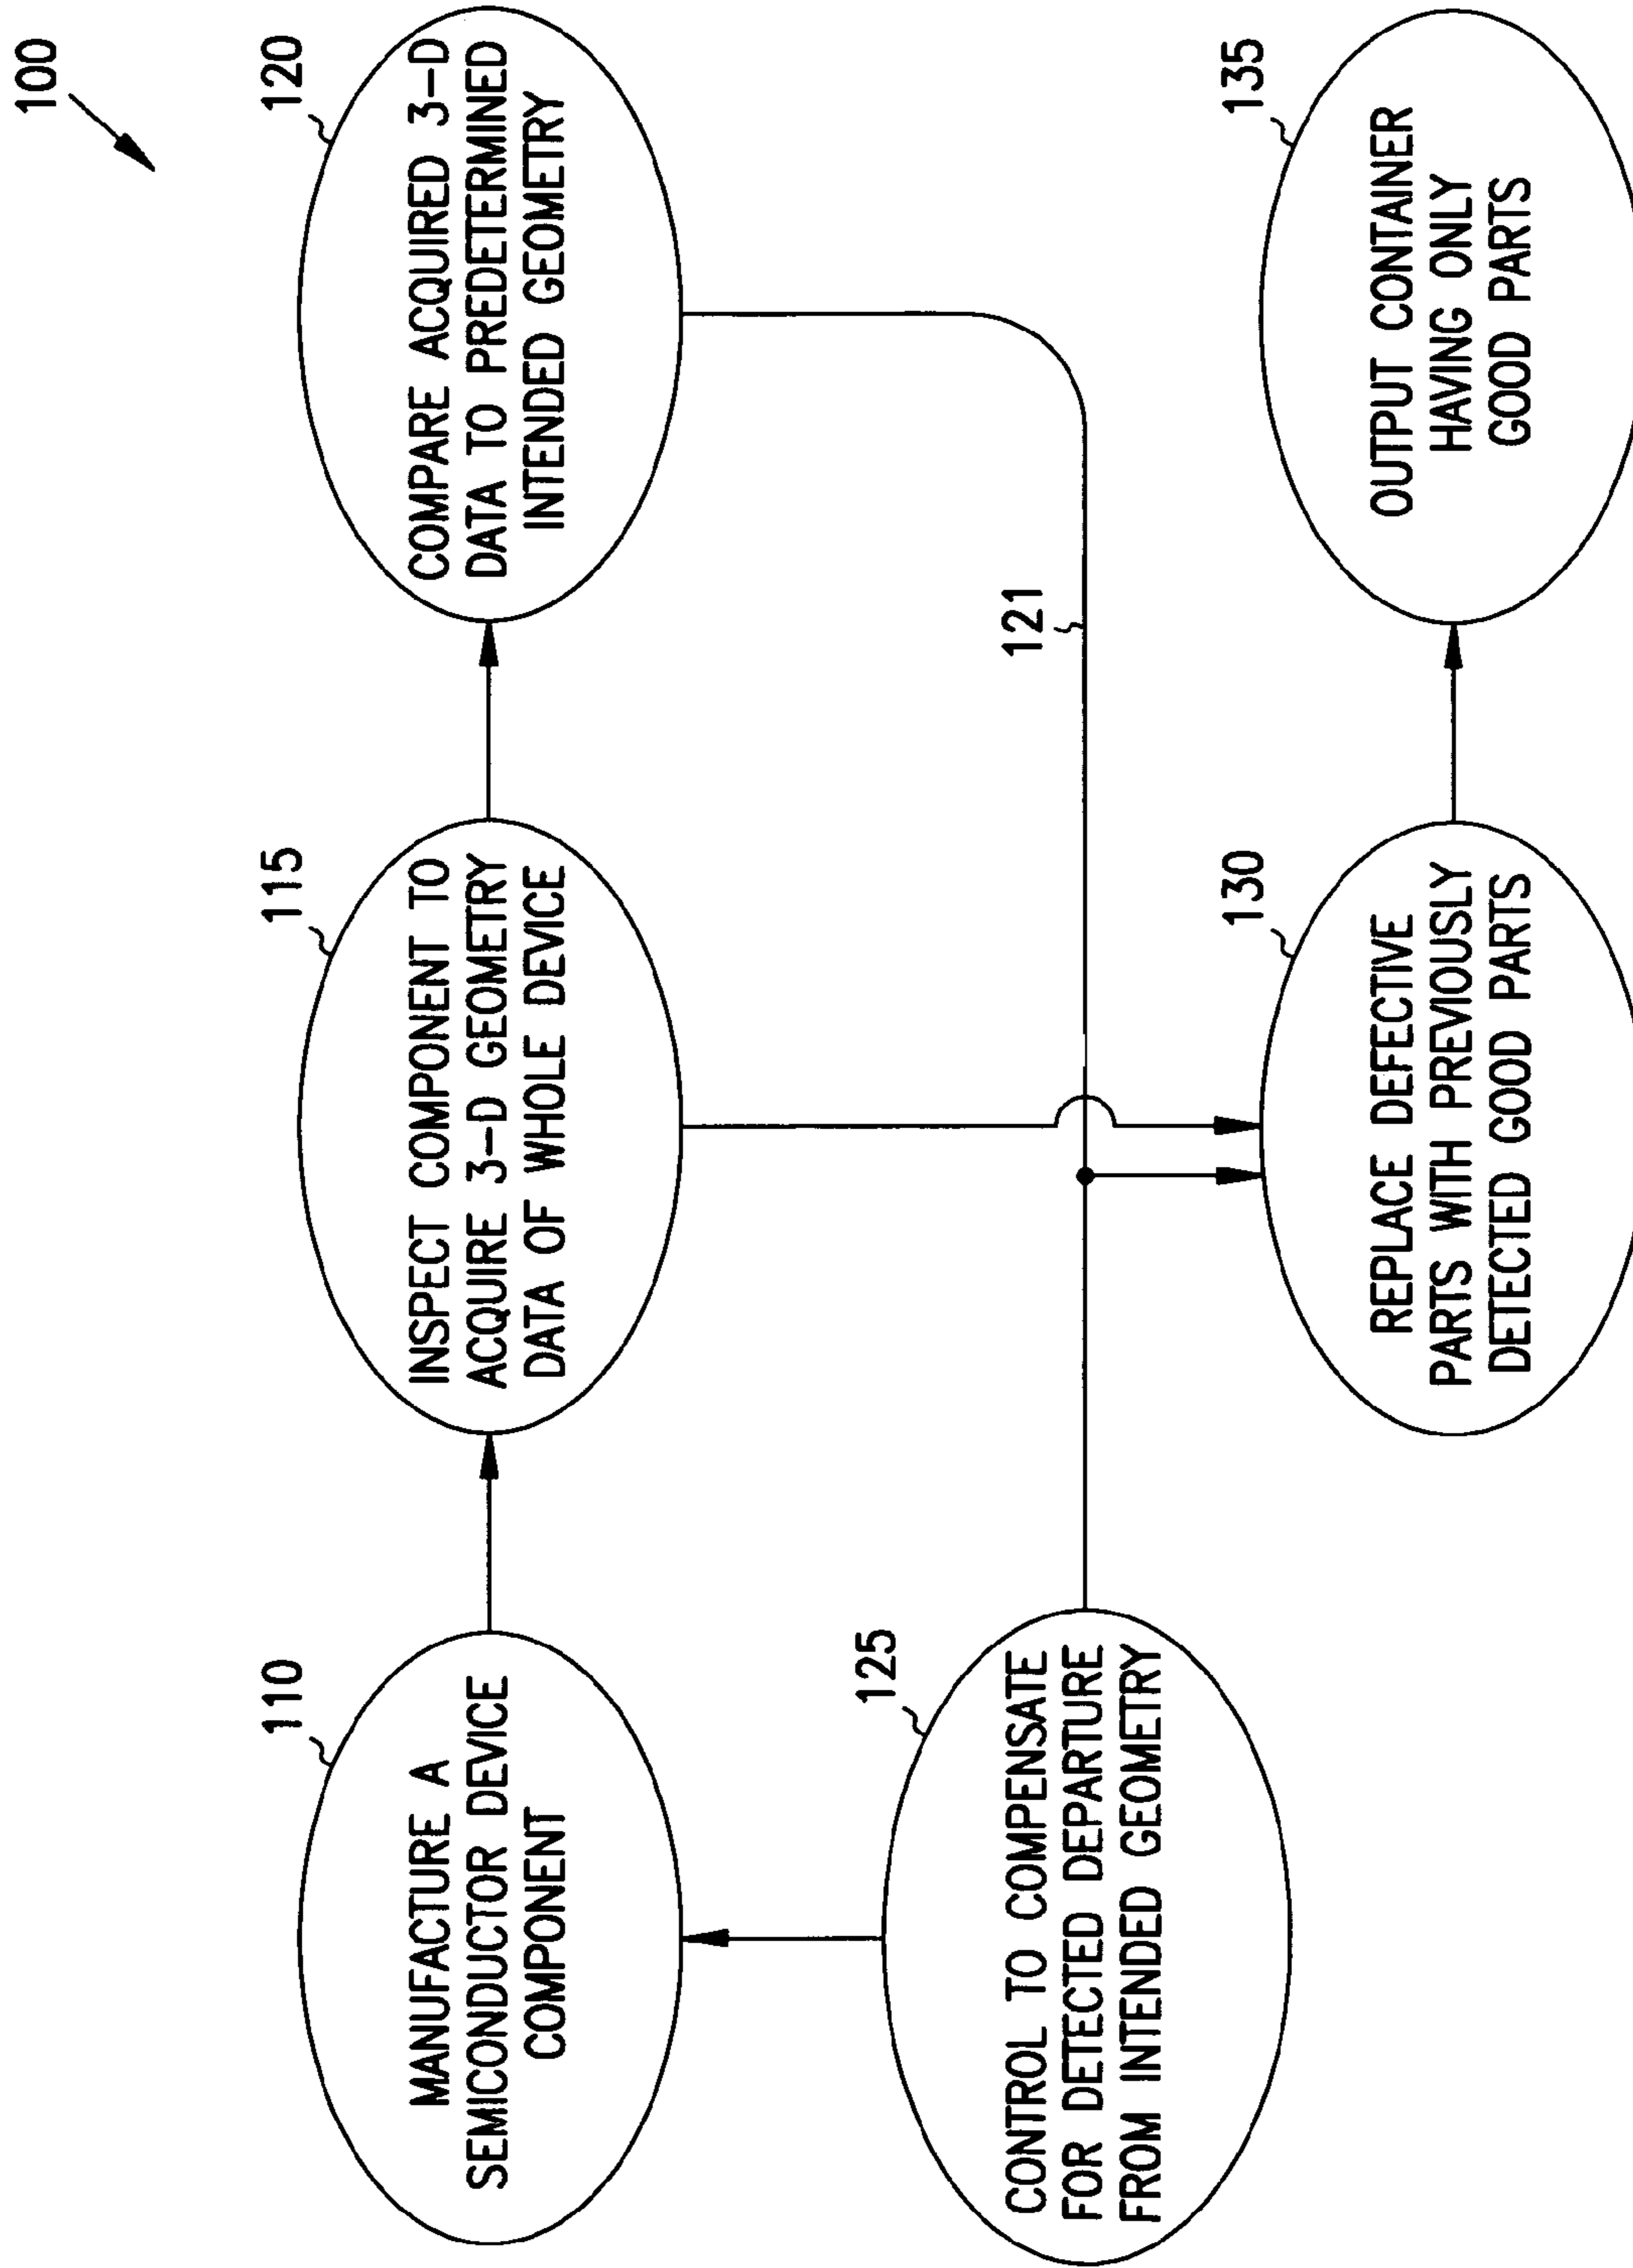 100
110
MANUFACTURE A
SEMICONDUCTOR DEVICE
COMPONENT
115
INSPECT COMPONENT TO
ACQUIRE 3-D GEOMETRY
DATA OF WHOLE DEVICE
120
COMPARE ACQUIRED 3-D
DATA TO PREDETERMINED
INTENDED GEOMETRY
121
125
CONTROL TO COMPENSATE
FOR DETECTED DEPARTURE
FROM INTENDED GEOMETRY
130
REPLACE DEFECTIVE
PARTS WITH PREVIOUSLY
DETECTED GOOD PARTS
135
OUTPUT CONTAINER
HAVING ONLY
GOOD PARTS